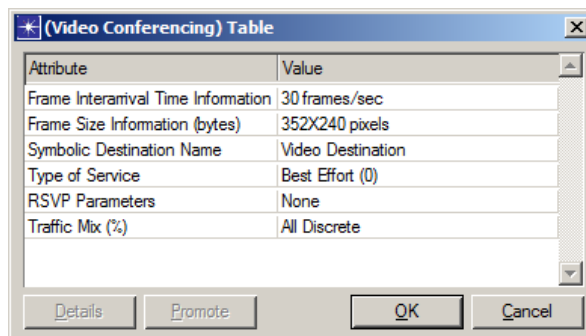 (Video Conferencing) Table
Attribute Value
Frame Interarrival Time Information 30 frames/sec
Frame Size Information (bytes) 352X240 pixels
Symbolic Destination Name Video Destination
Type of Service Best Effort (0)
RSVP Parameters None
Traffic Mix (%) All Discrete
Details Promote OK Cancel